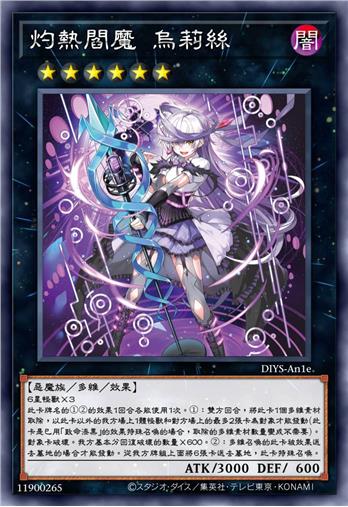 灼熱閻魔 烏莉絲
闇
DIYS-An1e.
【惡魔族／多維／效果】
6星怪獸×3
此卡牌名的①②的效果1回合各能使用1次。①：雙方回合，將此卡1個多維素材
取除，以此卡以外的我方場上1體怪獸和對方場上的最多2張卡為對象才能發動(此
卡是已用「致命漆黑」的效果特殊召喚的場合，取除的多維素材數量變成不需要)。
對象卡破壞。我方基本分回復破壞的數量×600。②：多維召喚的此卡被效果送
去墓地的場合才能發動。從我方牌組上面將6張卡送去墓地，此卡特殊召喚。
ATK/3000 DEF/ 600
11900265
©スタジオ・ダイス／集英社・テレビ東京・KONAMI